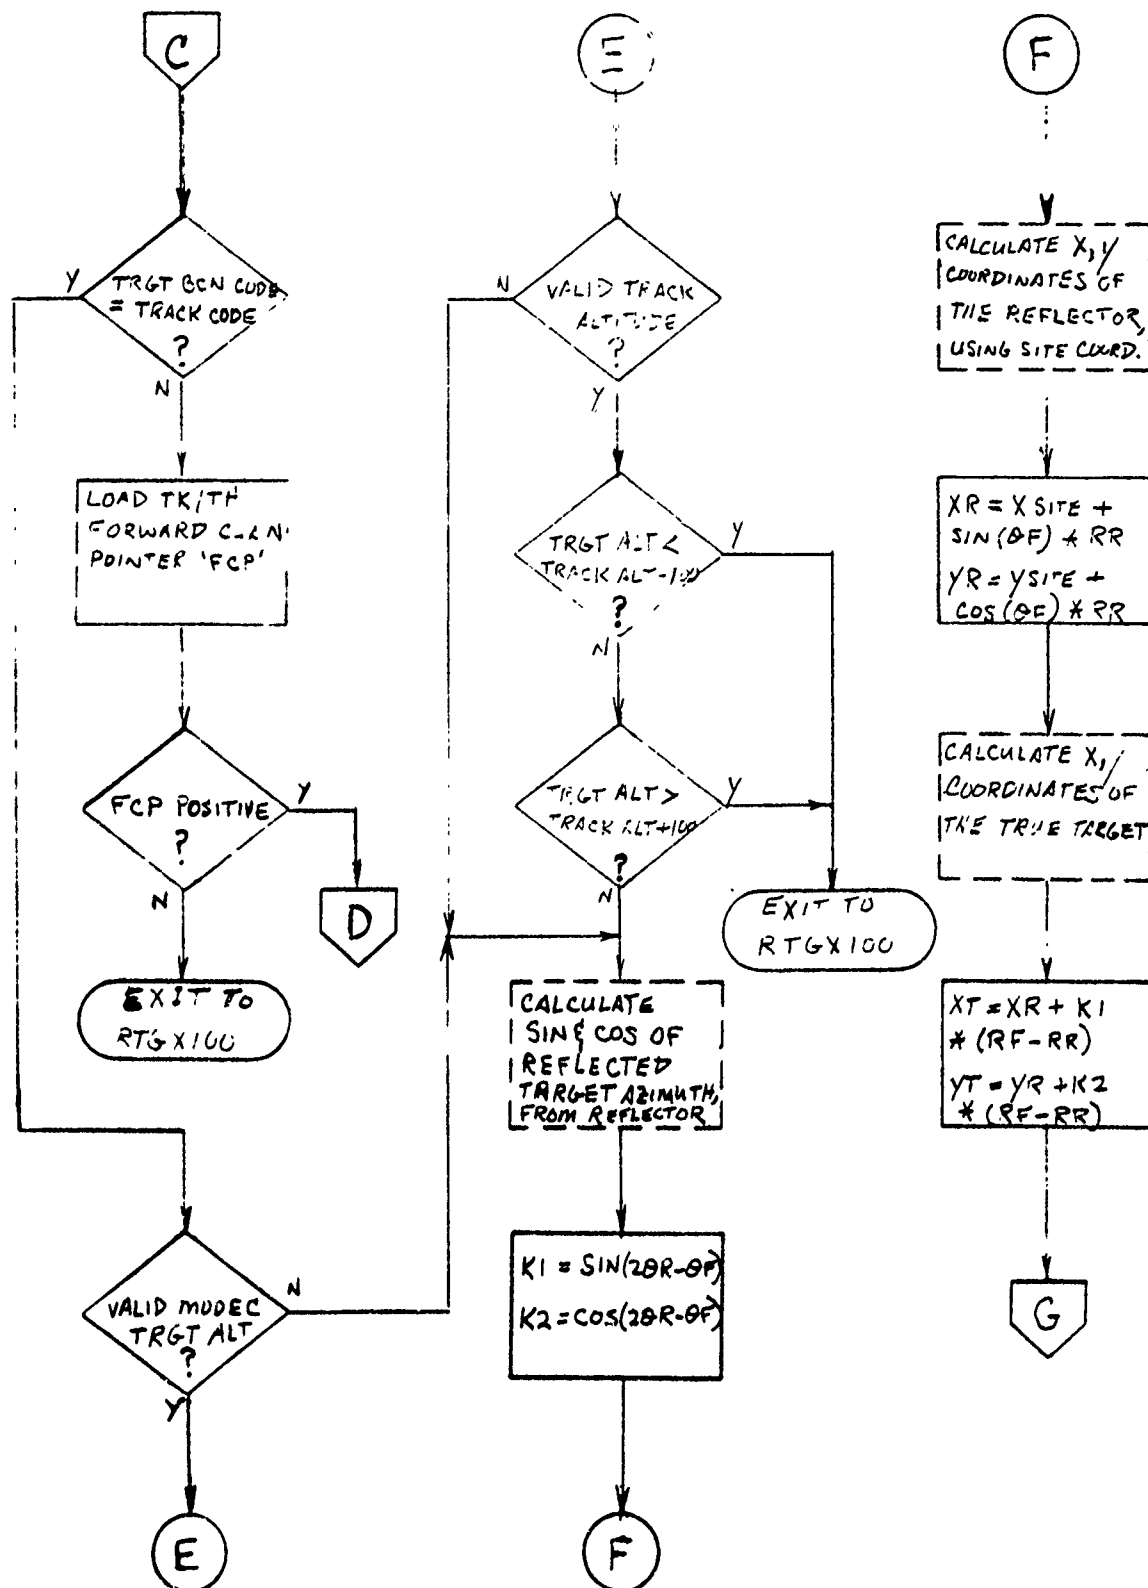 C
TRGT BCN CODE
= TRACK CODE
?
Y
N
LOAD TK/TH
FORWARD
POINTER 'FCP'
FCP POSITIVE
?
Y
N
D
EXIT TO
RTGX100
VALID MODEC
TRGT ALT
?
N
Y
E
E
Y
VALID TRACK
ALTITUDE
?
N
Y
TRGT ALT <
TRACK ALT-100
?
Y
N
TRGT ALT >
TRACK ALT+100
?
Y
N
EXIT TO
RTGX100
CALCULATE
SIN & COS OF
REFLECTED
TARGET AZIMUTH,
FROM REFLECTOR
K1 = SIN(2θR-θF)
K2 = COS(2θR-θF)
F
F
CALCULATE X, Y
COORDINATES OF
THE REFLECTOR,
USING SITE COORD.
XR = X SITE +
SIN(θF) * RR
YR = Y SITE +
COS(θF) * RR
CALCULATE X,
COORDINATES OF
THE TRUE TARGET
XT = XR + K1
* (RF-RR)
YT = YR + K2
* (RF-RR)
G